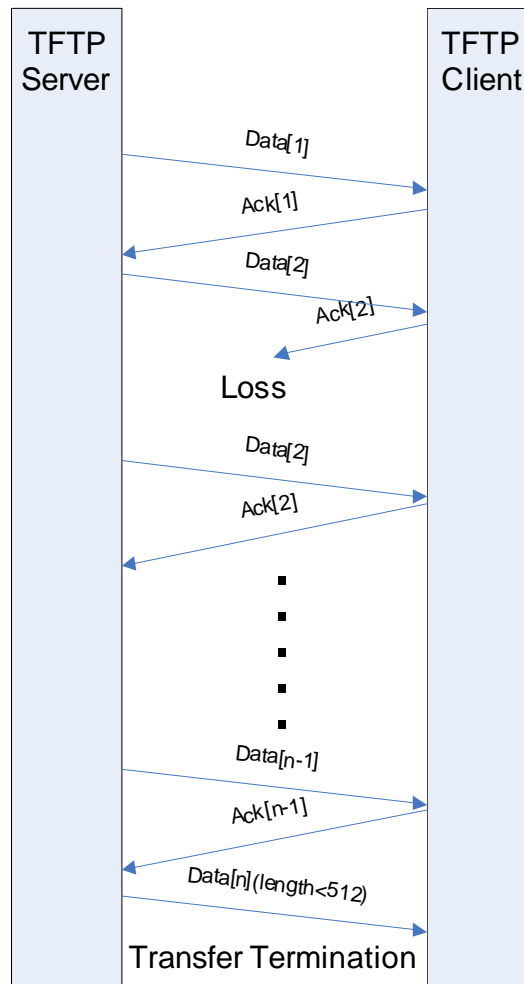 TFTP
Server
TFTP
Client
Data[1]
Ack[1]
Data[2]
Ack[2]
Loss
Data[2]
Ack[2]
Data[n-1]
Ack[n-1]
Data[n](length<512)
Transfer Termination